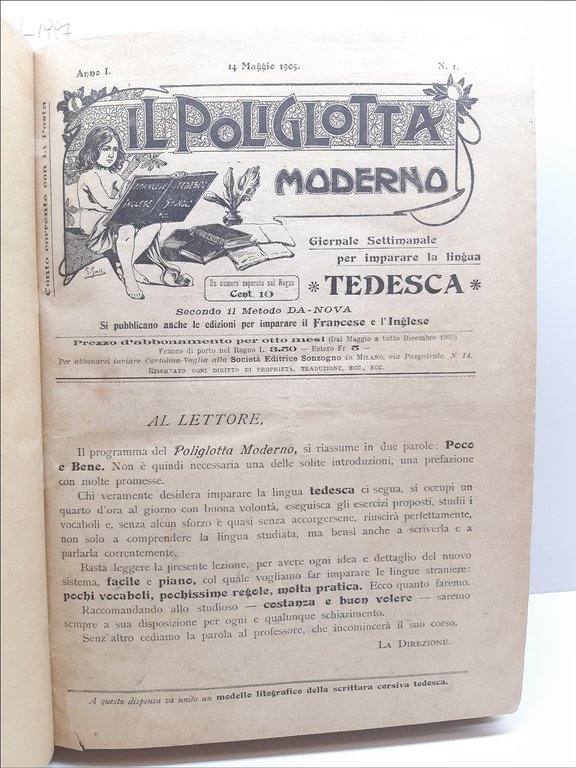 1997
Anno I.
14 Maggio 1905.
N. 1.
Conto corrente con la Posta
IL POLIGLOTTA
MODERNO
FRANCESE TEDESCO
INGLESE SPAGNOLO
Giornale Settimanale
per imparare la lingua
* TEDESCA *
Un numero separato nel Regno
Cent. 10
Secondo il Metodo DA-NOVA
Si pubblicano anche le edizioni per imparare il Francese e l'Inglese
Prezzo d'abbonamento per otto mesi (Dal Maggio a tutto Dicembre 1905)
Franco di porto nel Regno L. 3.50 — Estero Fr. 5 —
Per abbonarsi inviare Cartolina-Vaglia alla Società Editrice Sonzogno in MILANO, via Pasquirolo, N. 14.
RISERVATO OGNI DIRITTO DI PROPRIETÀ, TRADUZIONE, ECC., ECC.
AL LETTORE,
Il programma del Poliglotta Moderno, si riassume in due parole: Poco
e Bene. Non è quindi necessaria una delle solite introduzioni, una prefazione
con molte promesse.
Chi veramente desidera imparare la lingua tedesca ci segua, si occupi un
quarto d'ora al giorno con buona volontà, eseguisca gli esercizi proposti, studii i
vocaboli e, senza alcun sforzo è quasi senza accorgersene, riuscirà perfettamente,
non solo a comprendere la lingua studiata, ma bensì anche a scriverla e a
parlarla correntemente.
Basta leggere la presente lezione, per avere ogni idea e dettaglio del nuovo
sistema, facile e piano, col quale vogliamo far imparare le lingue straniere:
pochi vocaboli, pochissime regole, molta pratica. Ecco quanto faremo.
Raccomandando allo studioso — costanza e buon volere — saremo
sempre a sua disposizione per ogni e qualunque schiarimento.
Senz'altro cediamo la parola al professore, che incomincerà il suo corso.
LA DIREZIONE.
A questa dispensa va unito un modello litografico della scrittura corsiva tedesca.